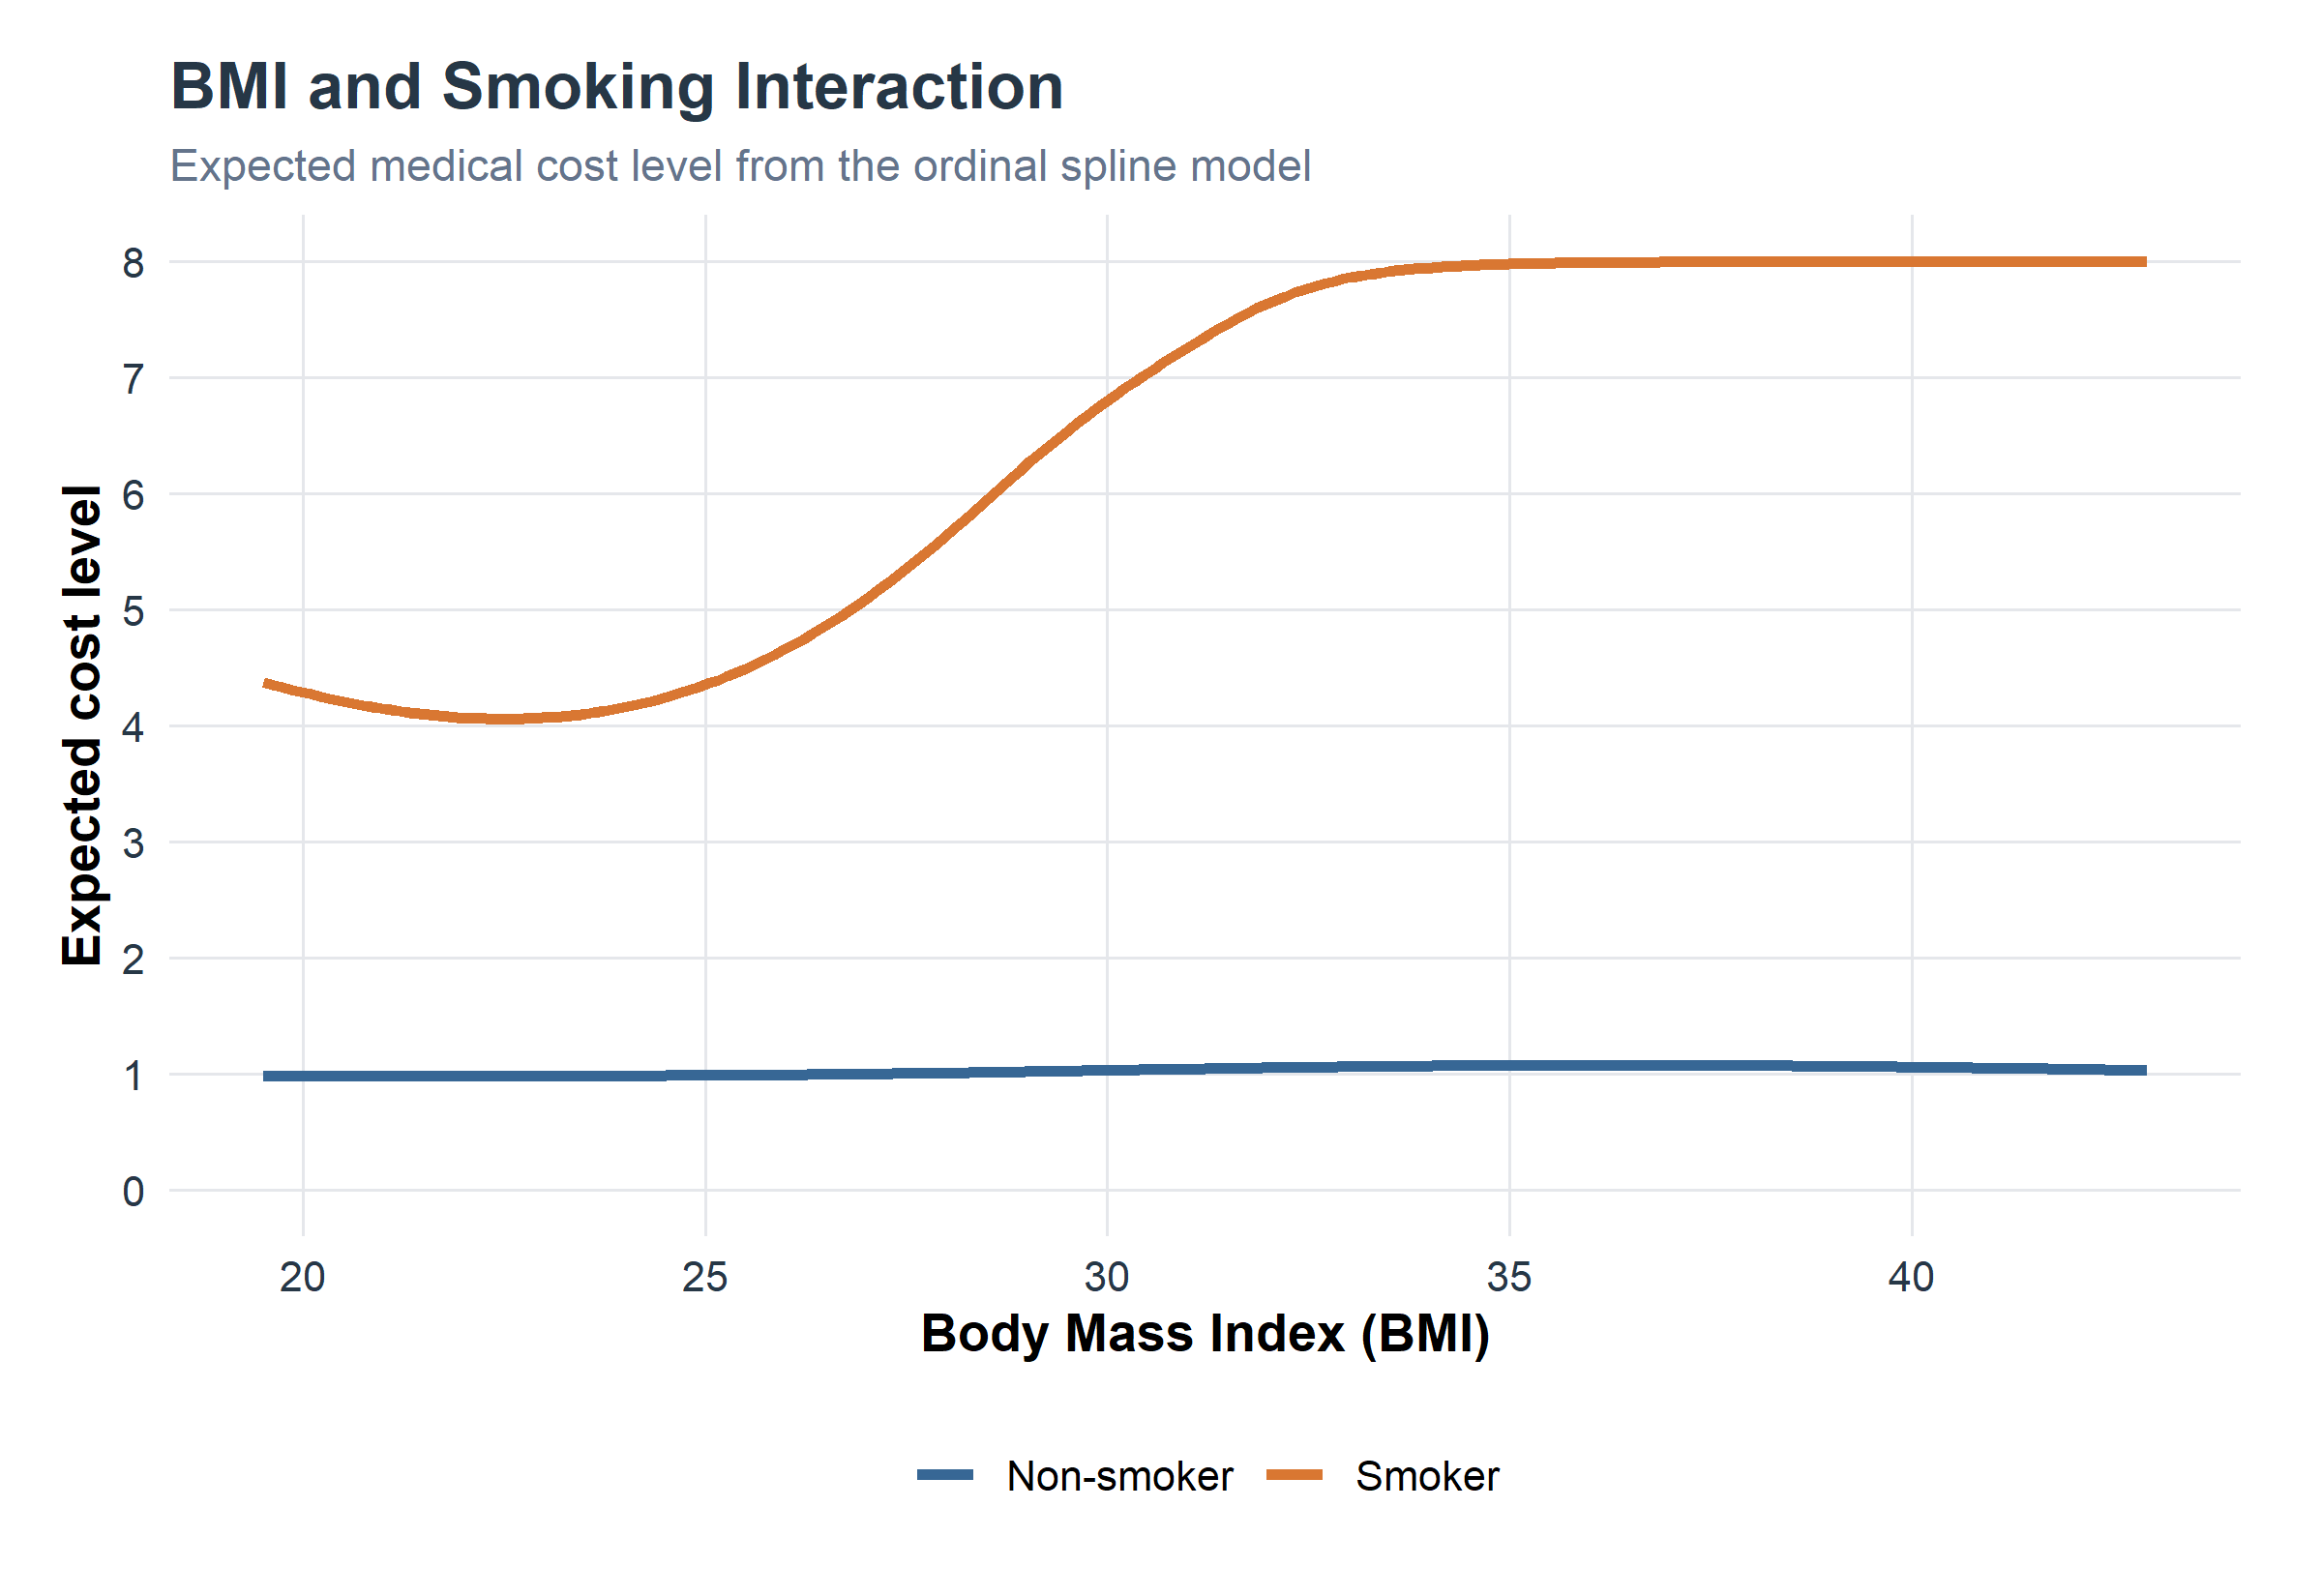 BMI and Smoking Interaction
Expected medical cost level from the ordinal spline model
Expected cost level
8
7
6
5
4
3
2
1
0
20 25 30 35 40
Body Mass Index (BMI)
Non-smoker Smoker